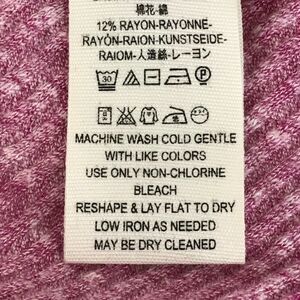 棉花-綿
12% RAYON-RAYONNE-
RAYÓN-RAION-KUNSTSEIDE-
RAIOM-人造絲-レーヨン
30 P
MACHINE WASH COLD GENTLE
WITH LIKE COLORS
USE ONLY NON-CHLORINE
BLEACH
RESHAPE & LAY FLAT TO DRY
LOW IRON AS NEEDED
MAY BE DRY CLEANED